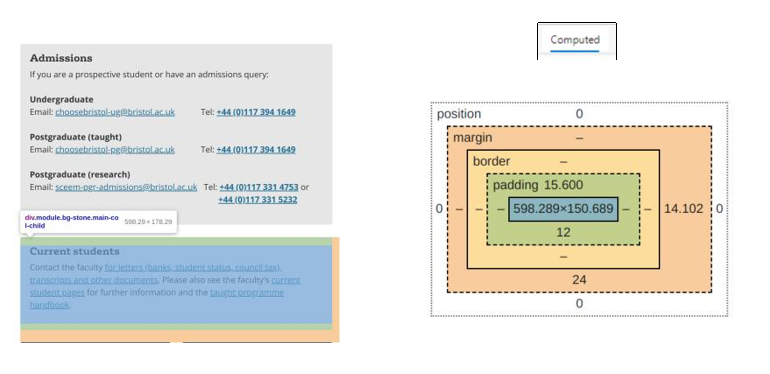 Admissions
If you are a prospective student or have an admissions query:
Undergraduate
Email: choosebristol-ug@bristol.ac.uk Tel: +44 (0)117 394 1649
Postgraduate (taught)
Email: choosebristol-pg@bristol.ac.uk Tel: +44 (0)117 394 1649
Postgraduate (research)
Email: sceem-pgr-admissions@bristol.ac.uk Tel: +44 (0)117 331 4753 or
+44 (0)117 331 5232
div.module.bg-stone.main-co
l-child 598.29 × 178.29
Current students
Contact the faculty for letters (banks, student status, council tax),
transcripts and other documents. Please also see the faculty's current
student pages for further information and the taught programme
handbook.
Computed
position 0
margin –
border –
padding 15.600
0 – – – 598.289×150.689 – – 14.102 0
12
–
24
0